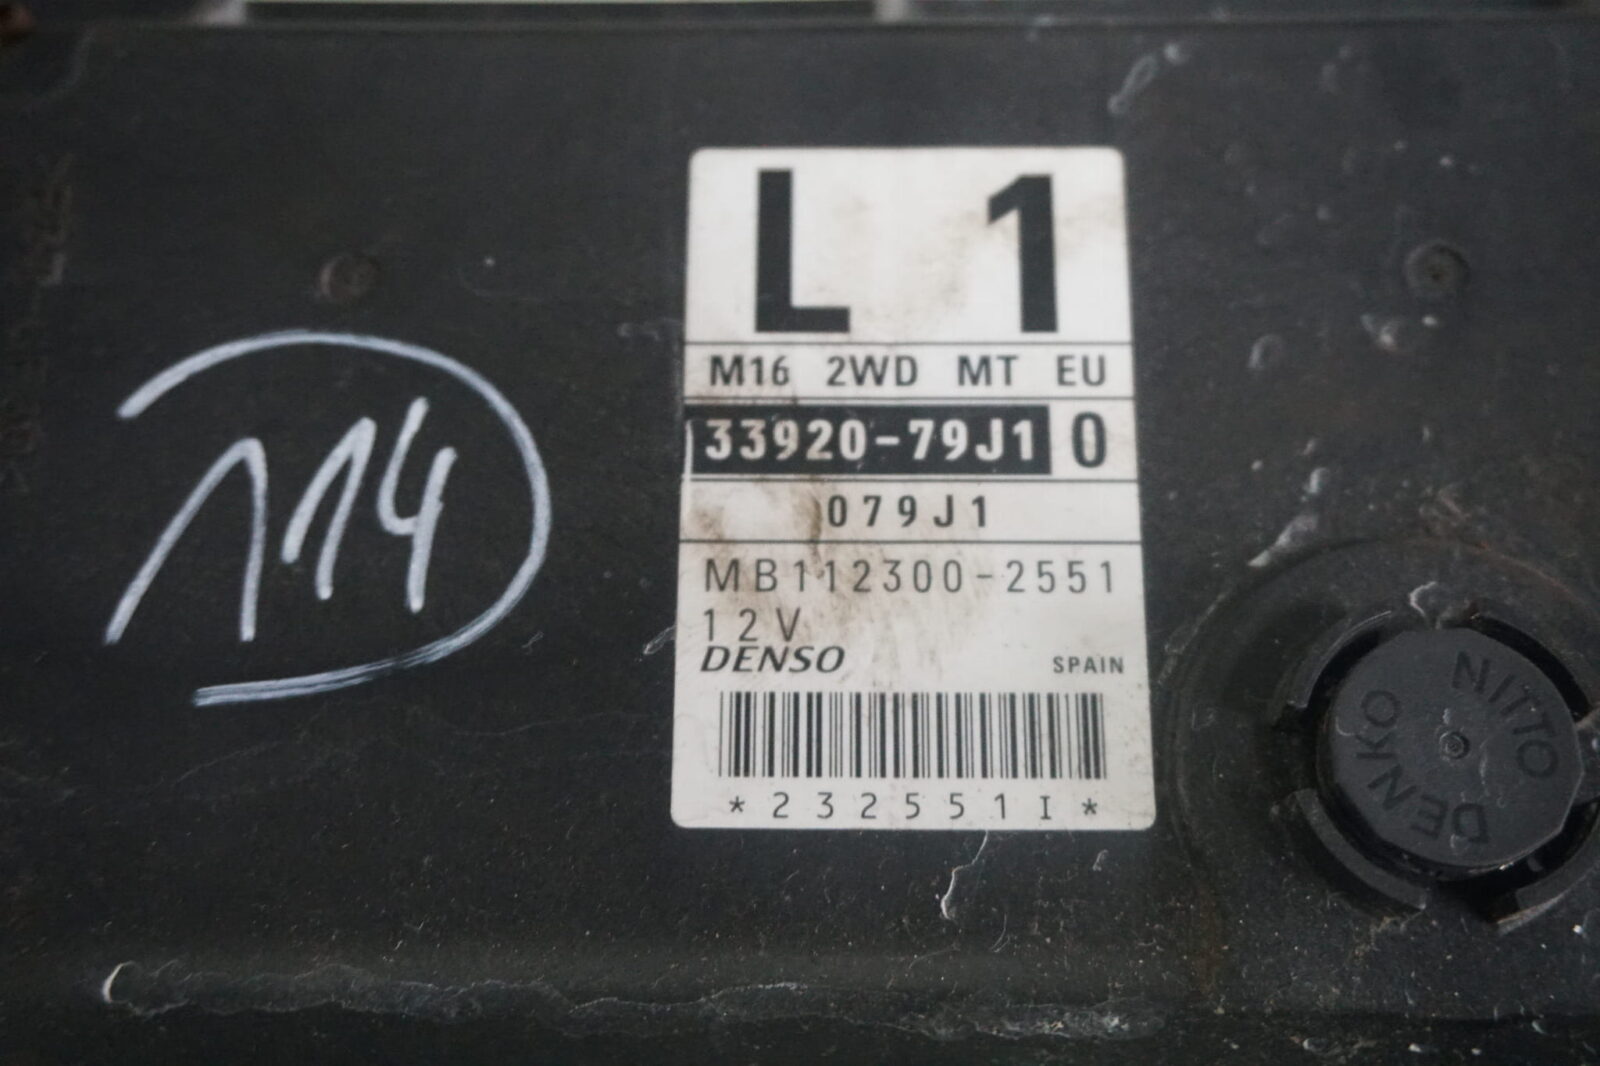 L 1
M16 2WD MT EU
33920-79J1 0
079J1
MB112300-2551
12V
DENSO SPAIN
*232551I*
114
NITTO
DENKO